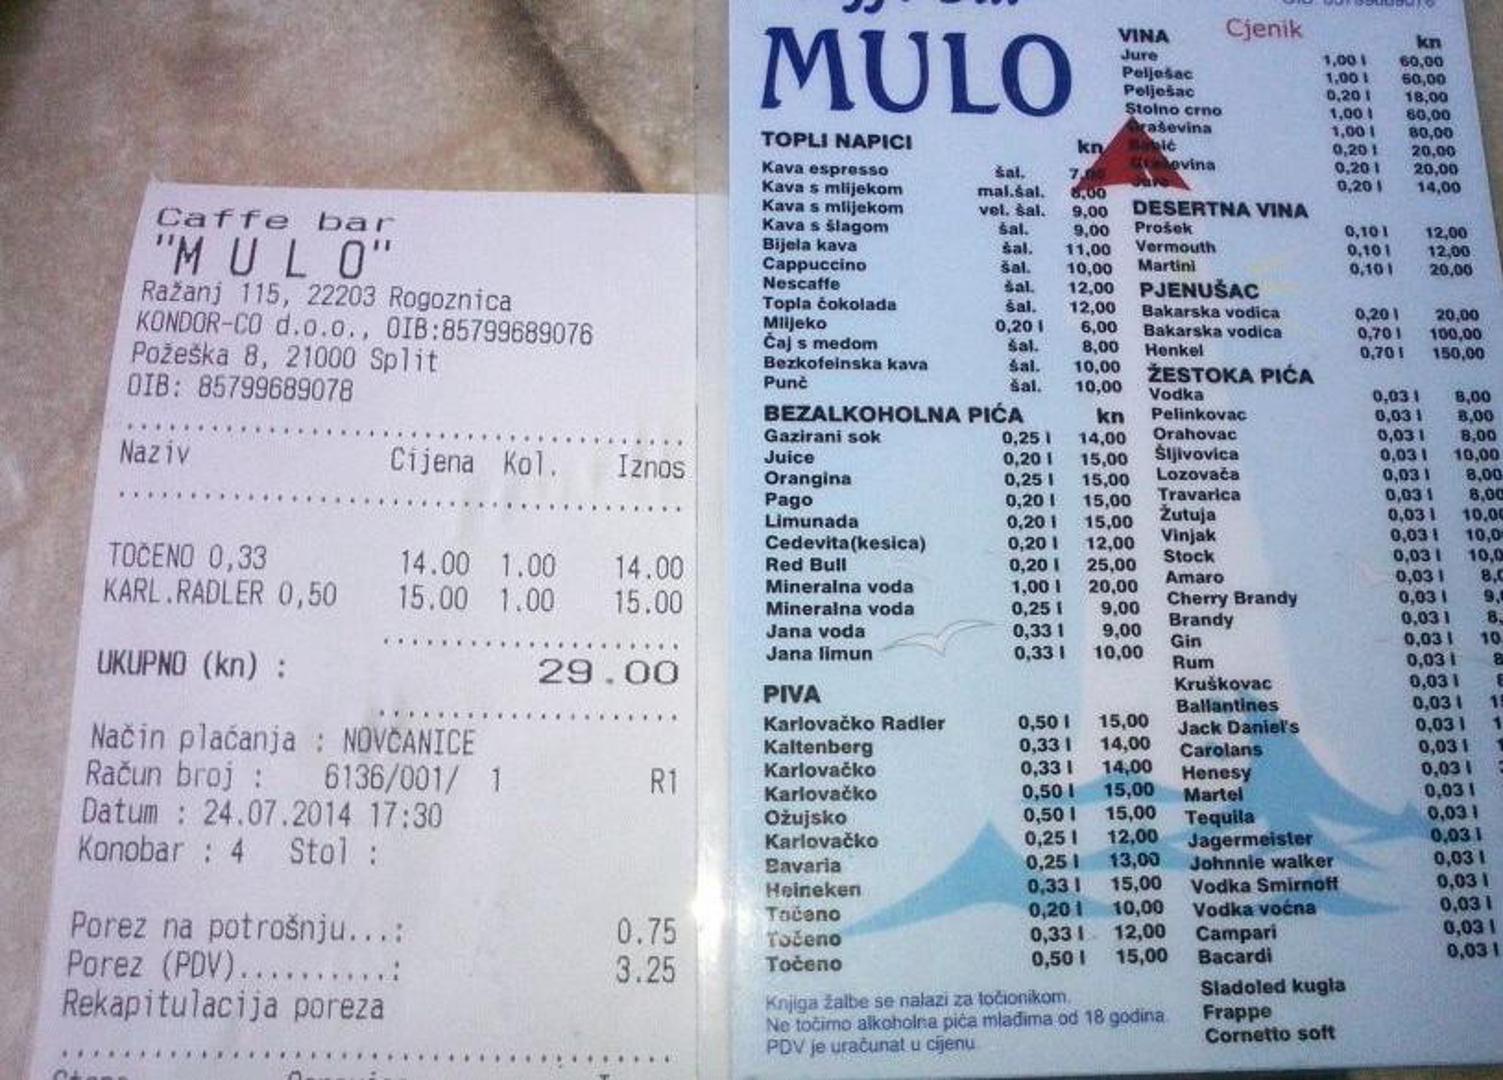 Caffe bar
"MULO"
Ražanj 115, 22203 Rogoznica
KONDOR-CO d.o.o., OIB:85799689076
Požeška 8, 21000 Split
OIB: 85799689078
Naziv Cijena Kol. Iznos
TOČENO 0,33 14.00 1.00 14.00
KARL.RADLER 0,50 15.00 1.00 15.00
UKUPNO (kn) : 29.00
Način plaćanja : NOVČANICE
Račun broj : 6136/001/ 1 R1
Datum : 24.07.2014 17:30
Konobar : 4 Stol :
Porez na potrošnju...: 0.75
Porez (PDV)..........: 3.25
Rekapitulacija poreza
MULO
TOPLI NAPICI kn
Kava espresso šal.
Kava s mlijekom mal.šal. 8,00
Kava s mlijekom vel. šal. 9,00
Kava s šlagom šal. 9,00
Bijela kava šal. 11,00
Cappuccino šal. 10,00
Nescaffe šal. 12,00
Topla čokolada šal. 12,00
Mlijeko 0,20 l 6,00
Čaj s medom šal. 8,00
Bezkofeinska kava šal. 10,00
Punč šal. 10,00
BEZALKOHOLNA PIĆA kn
Gazirani sok 0,25 l 14,00
Juice 0,20 l 15,00
Orangina 0,25 l 15,00
Pago 0,20 l 15,00
Limunada 0,20 l 15,00
Cedevita(kesica) 0,20 l 12,00
Red Bull 0,20 l 25,00
Mineralna voda 1,00 l 20,00
Mineralna voda 0,25 l 9,00
Jana voda 0,33 l 9,00
Jana limun 0,33 l 10,00
PIVA
Karlovačko Radler 0,50 l 15,00
Kaltenberg 0,33 l 14,00
Karlovačko 0,33 l 14,00
Karlovačko 0,50 l 15,00
Ožujsko 0,50 l 15,00
Karlovačko 0,25 l 12,00
Bavaria 0,25 l 13,00
Heineken 0,33 l 15,00
Točeno 0,20 l 10,00
Točeno 0,33 l 12,00
Točeno 0,50 l 15,00
Knjiga žalbe se nalazi za točionikom.
Ne točimo alkoholna pića mlađima od 18 godina.
PDV je uračunat u cijenu.
Cjenik
VINA kn
Jure 1,00 l 60,00
Pelješac 1,00 l 60,00
Pelješac 0,20 l 18,00
Stolno crno 1,00 l 60,00
Graševina 1,00 l 80,00
Babić 0,20 l 20,00
Graševina 0,20 l 20,00
Jure 0,20 l 14,00
DESERTNA VINA
Prošek 0,10 l 12,00
Vermouth 0,10 l 12,00
Martini 0,10 l 20,00
PJENUŠAC
Bakarska vodica 0,20 l 20,00
Bakarska vodica 0,70 l 100,00
Henkel 0,70 l 150,00
ŽESTOKA PIĆA
Vodka 0,03 l 8,00
Pelinkovac 0,03 l 8,00
Orahovac 0,03 l 8,00
Šljivovica 0,03 l 10,00
Lozovača 0,03 l 8,00
Travarica 0,03 l 8,00
Žutuja 0,03 l 10,00
Vinjak 0,03 l 10,0
Stock 0,03 l 10,0
Amaro 0,03 l 8,0
Cherry Brandy 0,03 l 9,
Brandy 0,03 l 8,
Gin 0,03 l 10
Rum 0,03 l 8
Kruškovac 0,03 l
Ballantines 0,03 l
Jack Daniel's 0,03 l
Carolans 0,03 l
Henesy 0,03 l
Martel 0,03 l
Tequila 0,03 l
Jagermeister 0,03 l
Johnnie walker 0,03 l
Vodka Smirnoff 0,03 l
Vodka voćna 0,03 l
Campari 0,03 l
Bacardi 0,03 l
Sladoled kugla
Frappe
Cornetto soft